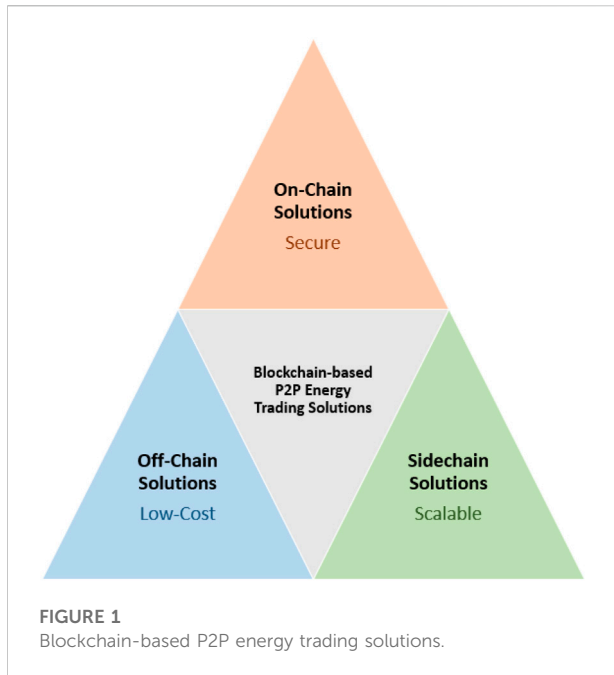 On-Chain
Solutions
Secure
Blockchain-based
P2P Energy
Trading Solutions
Off-Chain
Solutions
Low-Cost
Sidechain
Solutions
Scalable
FIGURE 1
Blockchain-based P2P energy trading solutions.